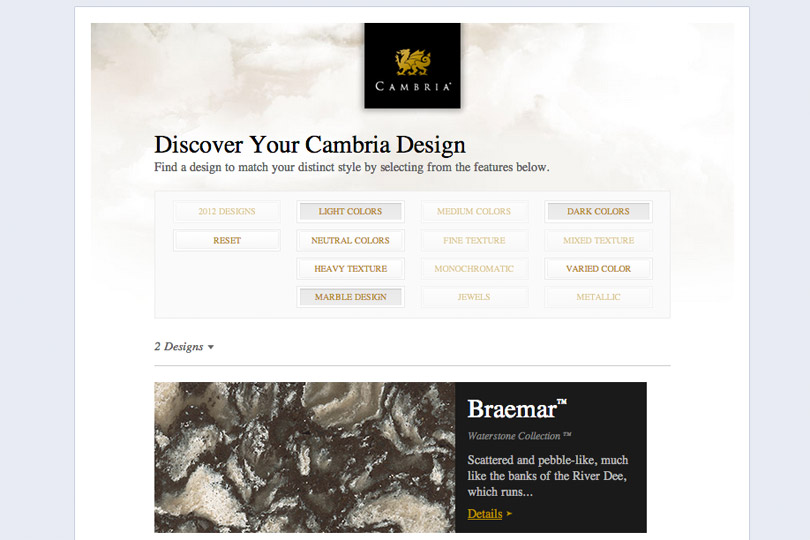 CAMBRIA®
Discover Your Cambria Design
Find a design to match your distinct style by selecting from the features below.
2012 DESIGNS
LIGHT COLORS
MEDIUM COLORS
DARK COLORS
RESET
NEUTRAL COLORS
FINE TEXTURE
MIXED TEXTURE
HEAVY TEXTURE
MONOCHROMATIC
VARIED COLOR
MARBLE DESIGN
JEWELS
METALLIC
2 Designs
Braemar™
Waterstone Collection™
Scattered and pebble-like, much
like the banks of the River Dee,
which runs...
Details